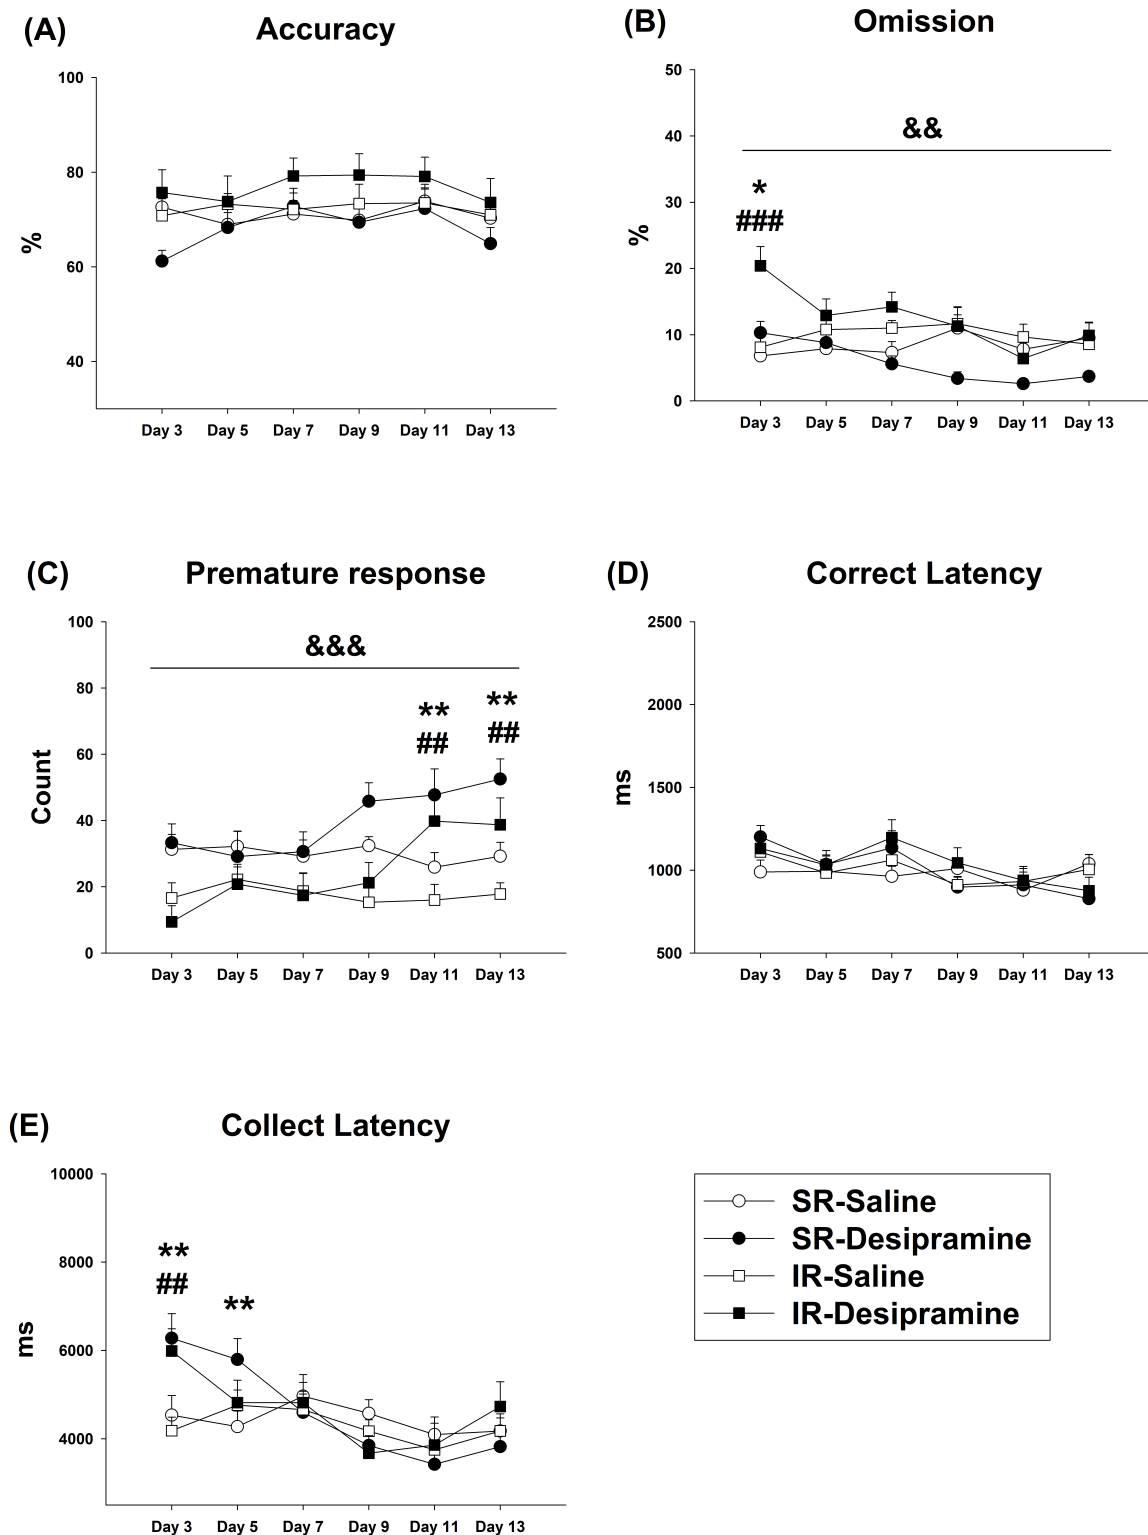 (A) Accuracy
100
80
60
40
%
Day 3 Day 5 Day 7 Day 9 Day 11 Day 13
(B) Omission
50
40
30
20
10
0
%
&&
*
###
Day 3 Day 5 Day 7 Day 9 Day 11 Day 13
(C) Premature response
100
80
60
40
20
0
Count
&&&
** **
## ##
Day 3 Day 5 Day 7 Day 9 Day 11 Day 13
(D) Correct Latency
2500
2000
1500
1000
500
ms
Day 3 Day 5 Day 7 Day 9 Day 11 Day 13
(E) Collect Latency
10000
8000
6000
4000
ms
**
## **
Day 3 Day 5 Day 7 Day 9 Day 11 Day 13
SR-Saline
SR-Desipramine
IR-Saline
IR-Desipramine